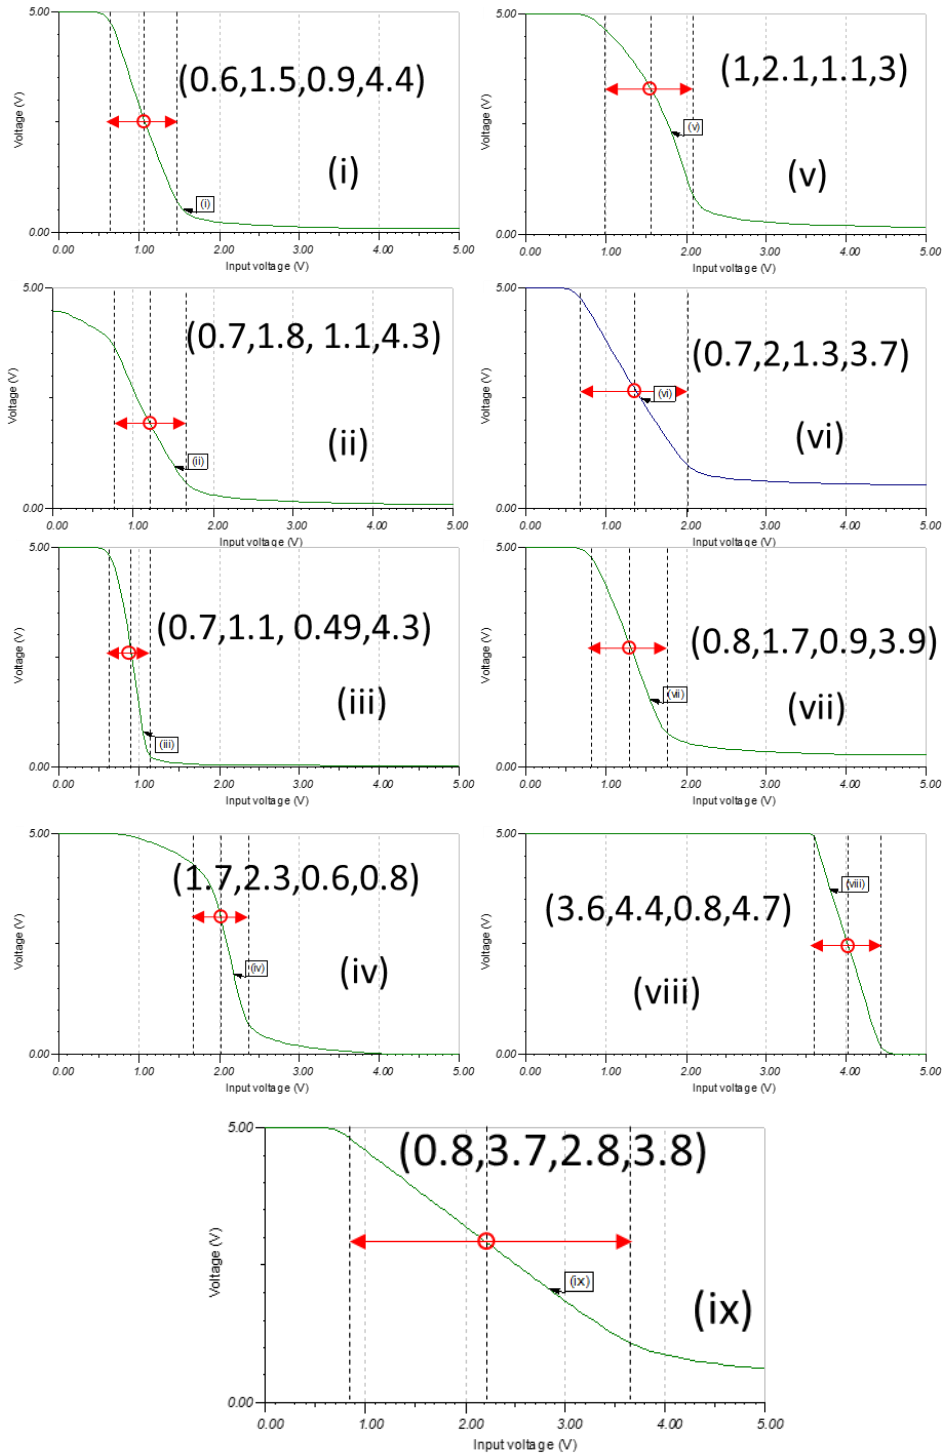 5.00
Voltage (V)
0.00
(0.6,1.5,0.9,4.4)
(i)
(i)
0.00 1.00 2.00 3.00 4.00 5.00
Input voltage (V)
5.00
Voltage (V)
0.00
(1,2.1,1.1,3)
(v)
(v)
0.00 1.00 2.00 3.00 4.00 5.00
Input voltage (V)
5.00
Voltage (V)
0.00
(0.7,1.8, 1.1,4.3)
(ii)
(ii)
0.00 1.00 2.00 3.00 4.00 5.00
Input voltage (V)
5.00
Voltage (V)
0.00
(0.7,2,1.3,3.7)
(vi)
(vi)
0.00 1.00 2.00 3.00 4.00 5.00
Input voltage (V)
5.00
Voltage (V)
0.00
(0.7,1.1, 0.49,4.3)
(iii)
(iii)
0.00 1.00 2.00 3.00 4.00 5.00
Input voltage (V)
5.00
Voltage (V)
0.00
(0.8,1.7,0.9,3.9)
(vii)
(vii)
0.00 1.00 2.00 3.00 4.00 5.00
Input voltage (V)
5.00
Voltage (V)
0.00
(1.7,2.3,0.6,0.8)
(iv)
(iv)
0.00 1.00 2.00 3.00 4.00 5.00
Input voltage (V)
5.00
Voltage (V)
0.00
(viii)
(3.6,4.4,0.8,4.7)
(viii)
0.00 1.00 2.00 3.00 4.00 5.00
Input voltage (V)
5.00
Voltage (V)
0.00
(0.8,3.7,2.8,3.8)
(ix)
(ix)
0.00 1.00 2.00 3.00 4.00 5.00
Input voltage (V)